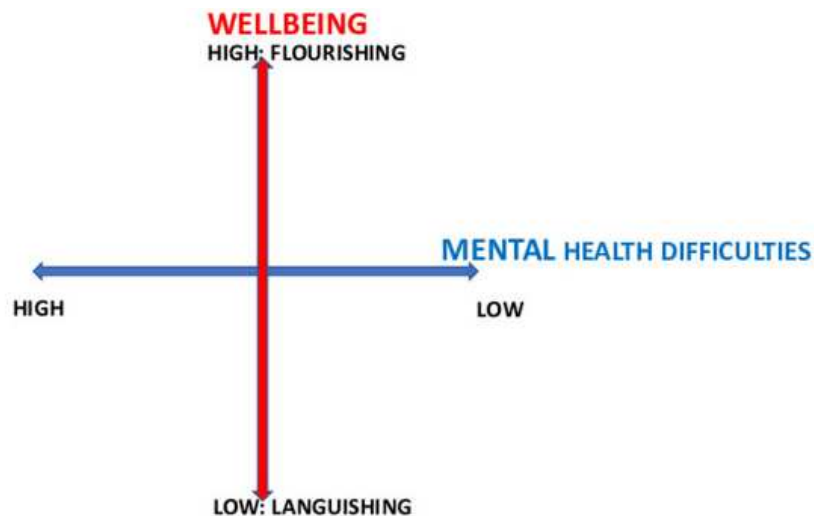 WELLBEING
HIGH: FLOURISHING
MENTAL HEALTH DIFFICULTIES
HIGH
LOW
LOW: LANGUISHING